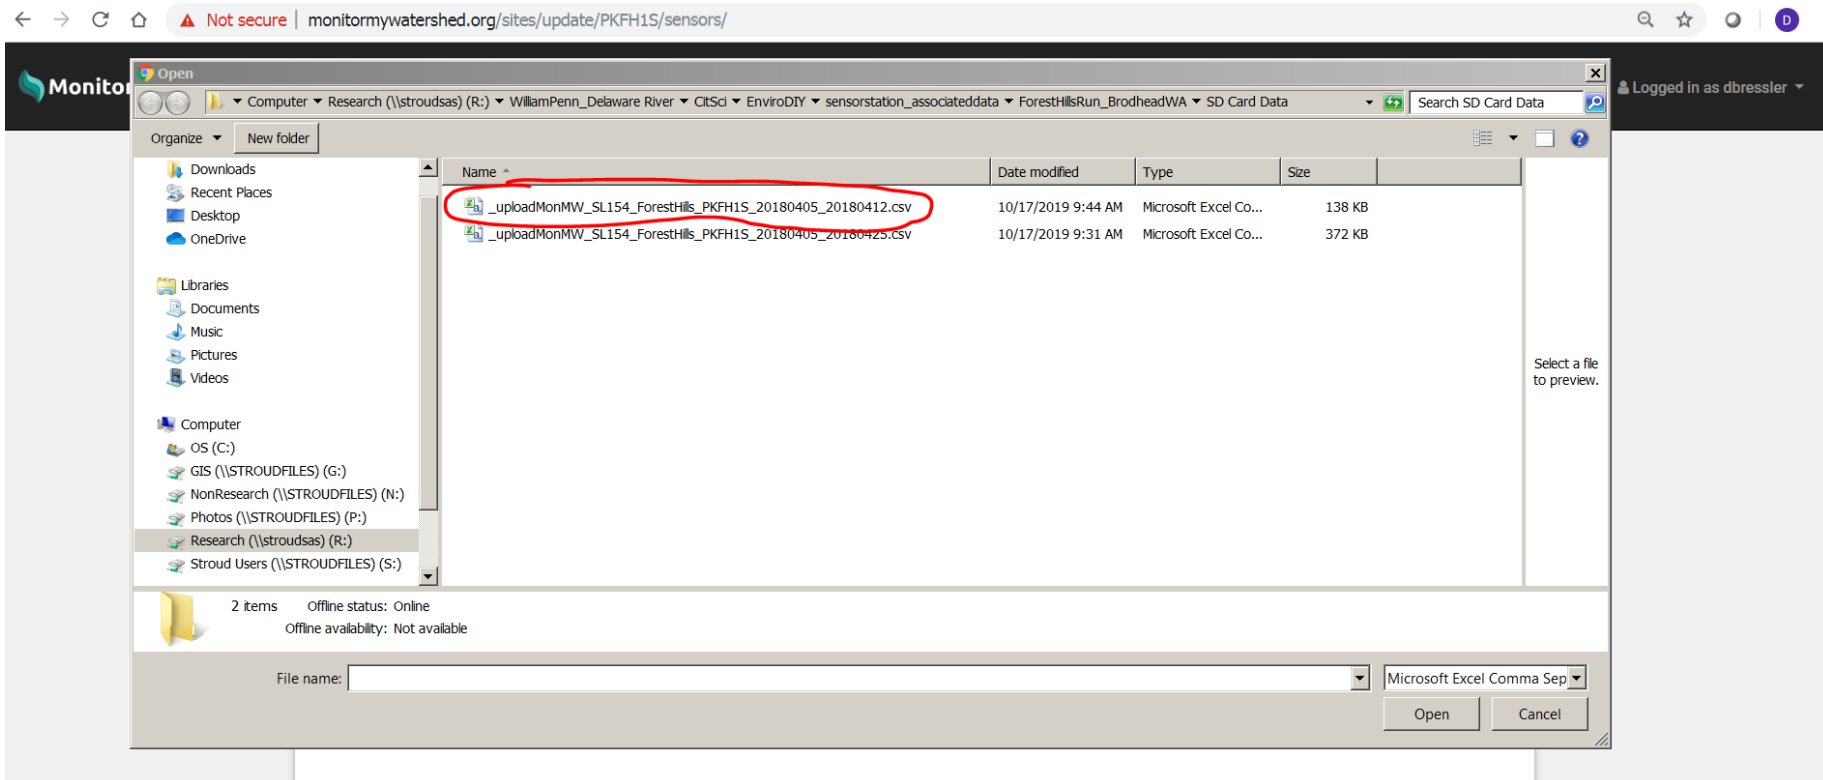 Not secure | monitormywatershed.org/sites/update/PKFH1S/sensors/
D
Monitor
Open
Logged in as dbressler
Computer Research (\\stroudsas) (R:) WilliamPenn_Delaware River CitSci EnviroDIY sensorstation_associateddata ForestHillsRun_BrodheadWA SD Card Data
Search SD Card Data
Organize New folder
Name Date modified Type Size
_uploadMonMW_SL154_ForestHills_PKFH1S_20180405_20180412.csv 10/17/2019 9:44 AM Microsoft Excel Co... 138 KB
_uploadMonMW_SL154_ForestHills_PKFH1S_20180405_20180425.csv 10/17/2019 9:31 AM Microsoft Excel Co... 372 KB
Downloads
Recent Places
Desktop
OneDrive
Libraries
Documents
Music
Pictures
Videos
Computer
OS (C:)
GIS (\\STROUDFILES) (G:)
NonResearch (\\STROUDFILES) (N:)
Photos (\\STROUDFILES) (P:)
Research (\\stroudsas) (R:)
Stroud Users (\\STROUDFILES) (S:)
Select a file
to preview.
2 items Offline status: Online
Offline availability: Not available
File name:
Microsoft Excel Comma Sep
Open Cancel